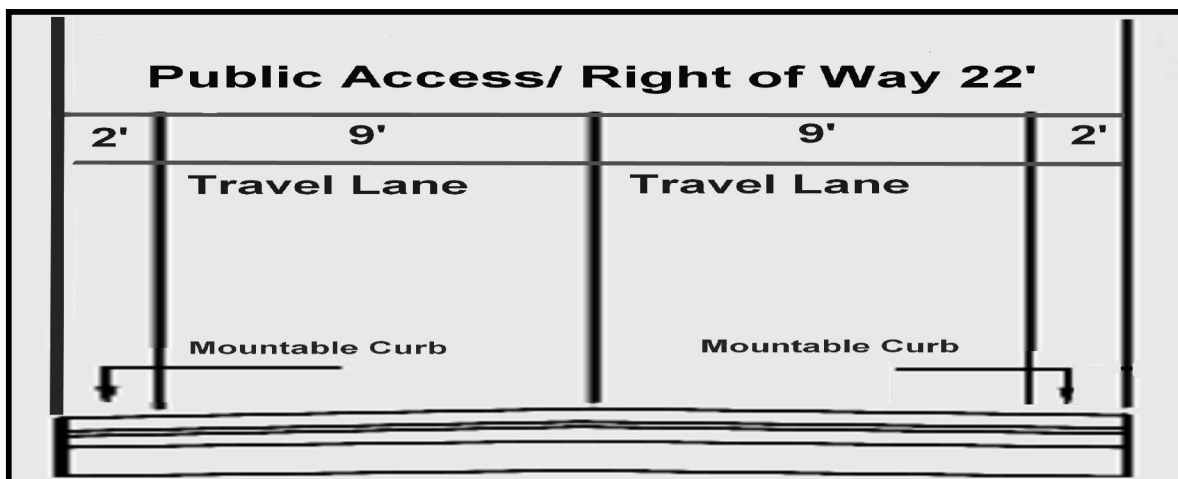 Public Access/ Right of Way 22'
2' 9' 9' 2'
Travel Lane Travel Lane
Mountable Curb Mountable Curb